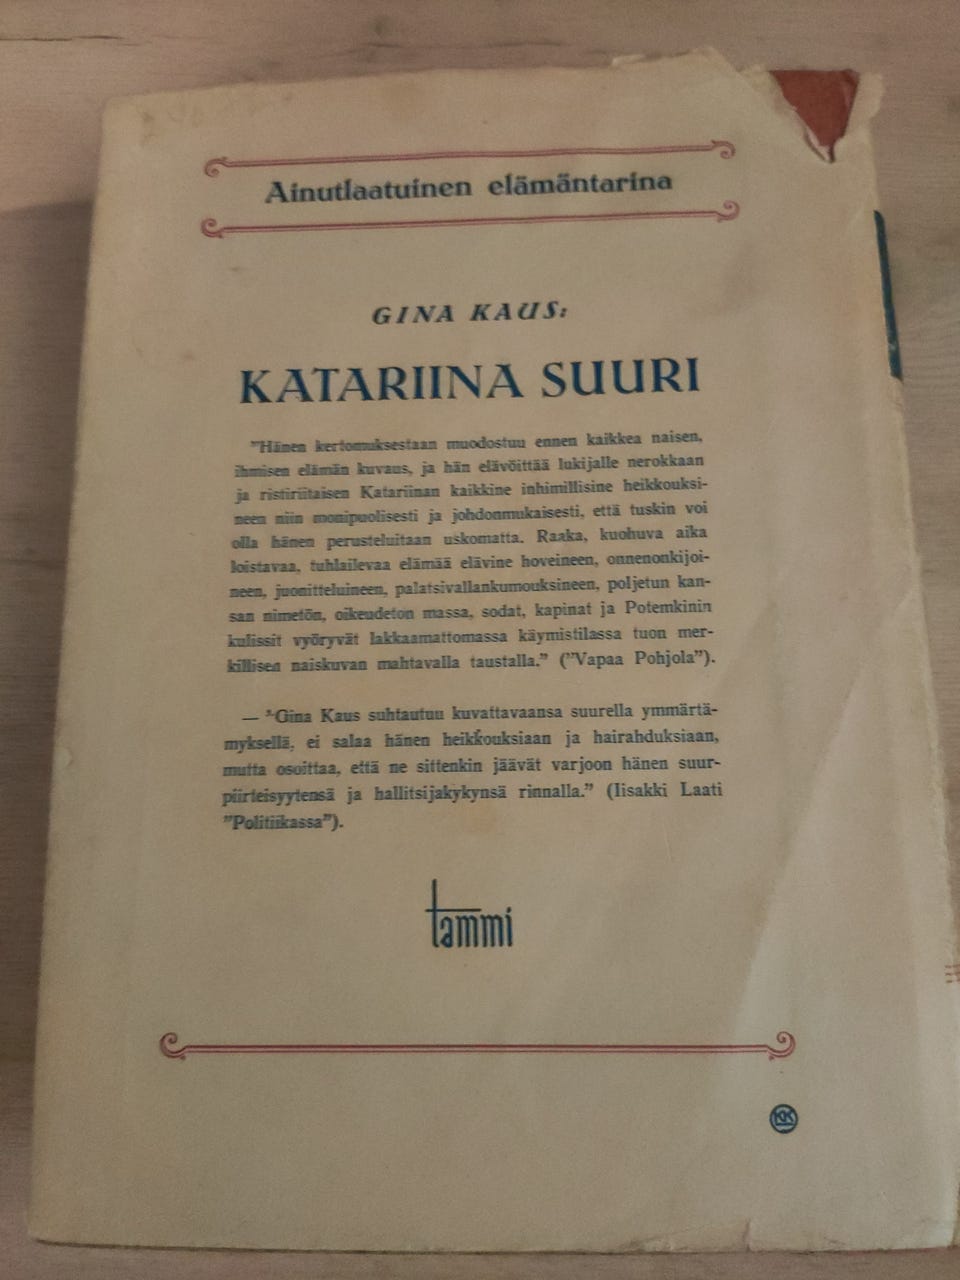 Ainutlaatuinen elämäntarina
GINA KAUS:
KATARIINA SUURI
"Hänen kertomuksestaan muodostuu ennen kaikkea naisen,
ihmisen elämän kuvaus, ja hän elävöittää lukijalle nerokkaan
ja ristiriitaisen Katariinan kaikkine inhimillisine heikkouksi-
neen niin monipuolisesti ja johdonmukaisesti, että tuskin voi
olla hänen perusteluitaan uskomatta. Raaka, kuohuva aika
loistavaa, tuhlailevaa elämää elävine hoveineen, onnenonkijoi-
neen, juonitteluineen, palatsivallankumouksineen, poljetun kan-
san nimetön, oikeudeton massa, sodat, kapinat ja Potemkinin
kulissit vyöryvät lakkaamattomassa käymistilassa tuon mer-
killisen naiskuvan mahtavalla taustalla." ("Vapaa Pohjola").
— "Gina Kaus suhtautuu kuvattavaansa suurella ymmärtä-
myksellä, ei salaa hänen heikkouksiaan ja hairahduksiaan,
mutta osoittaa, että ne sittenkin jäävät varjoon hänen suur-
piirteisyytensä ja hallitsijakykynsä rinnalla." (Iisakki Laati
"Politiikassa").
tammi
KK